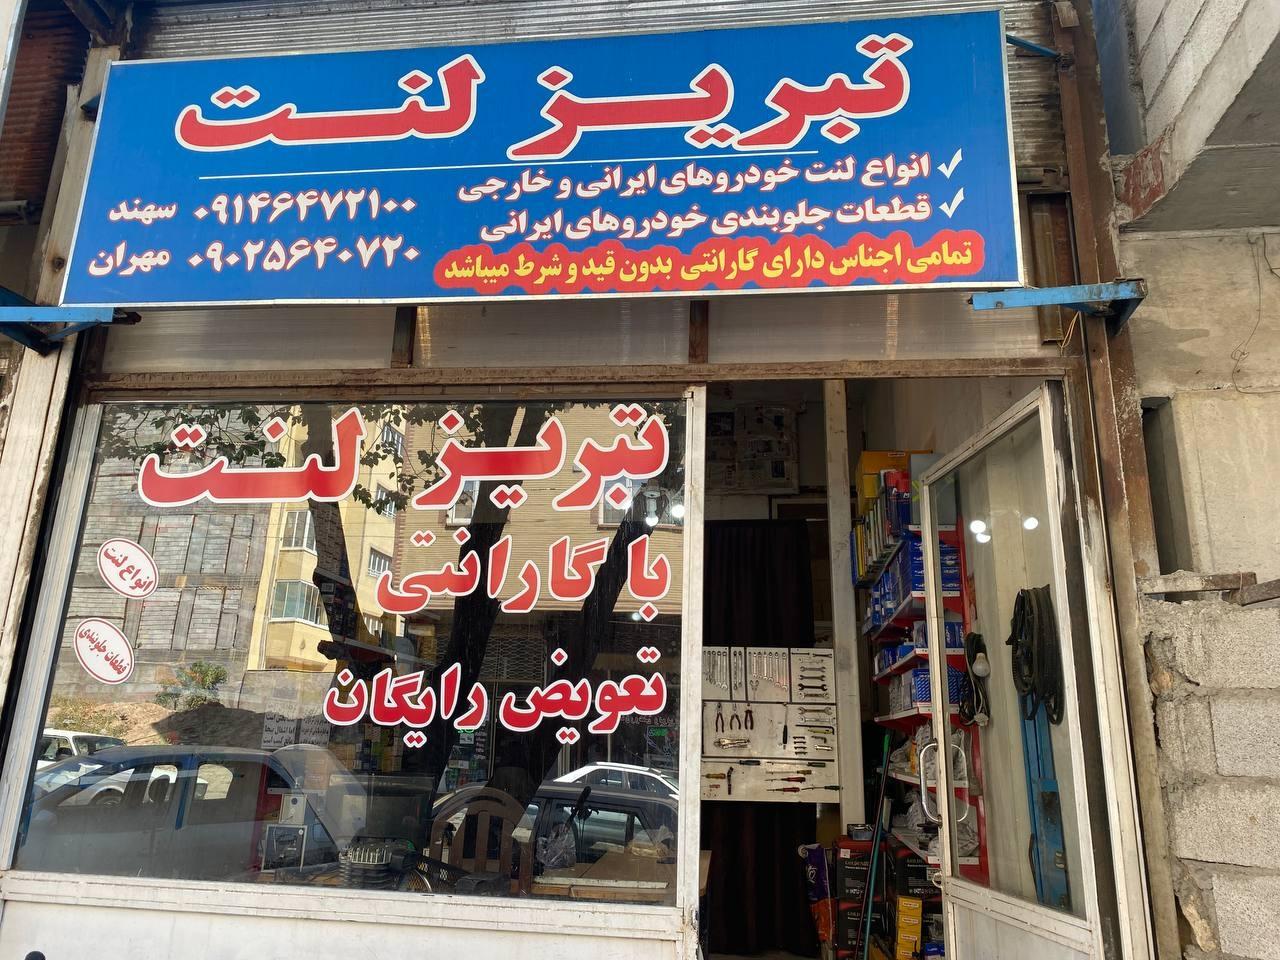 تبریز لنت
✓ انواع لنت خودروهای ایرانی و خارجی
✓ قطعات جلوبندی خودروهای ایرانی
تمامی اجناس دارای گارانتی بدون قید و شرط میباشد
۰۹۱۴۶۴۷۲۱۰۰ سهند
۰۹۰۲۵۶۴۰۷۲۰ مهران
تبریز لنت
با گارانتی
تعویض رایگان
انواع لنت
قطعات جلوبندی